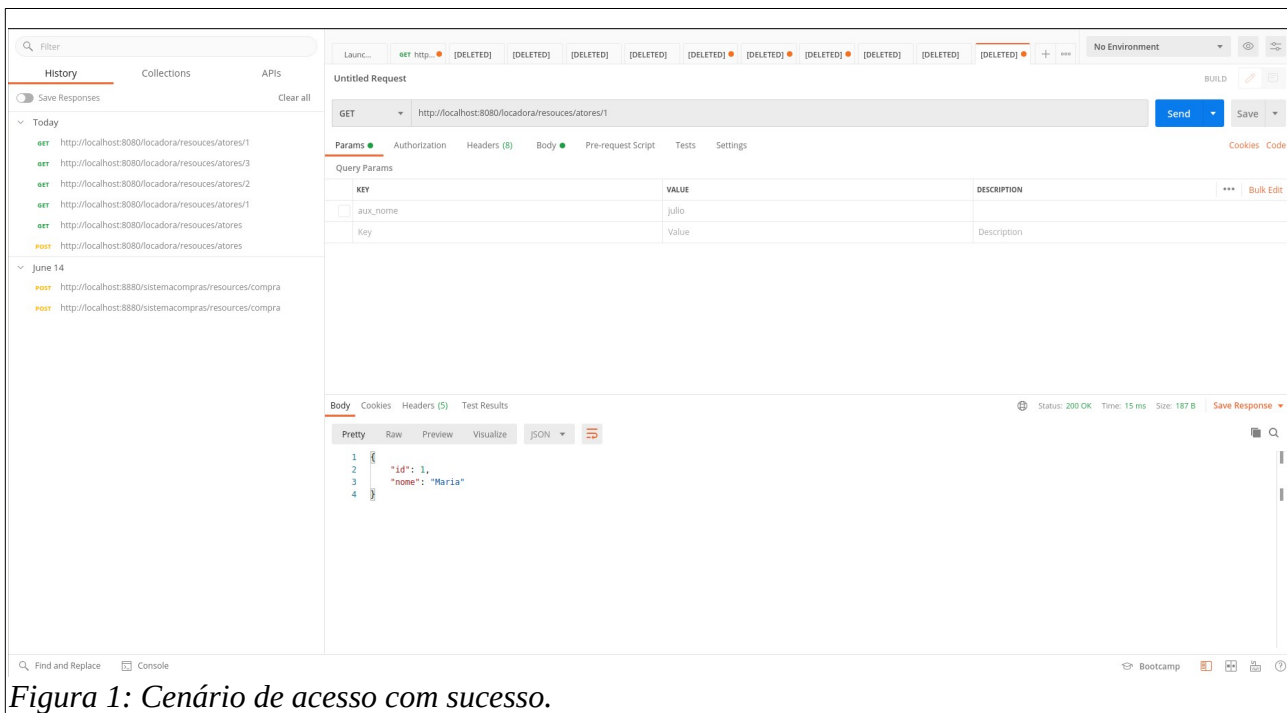 Filter
History Collections APIs
Save Responses Clear all
Today
GET http://localhost:8080/locadora/resouces/atores/1
GET http://localhost:8080/locadora/resouces/atores/3
GET http://localhost:8080/locadora/resouces/atores/2
GET http://localhost:8080/locadora/resouces/atores/1
GET http://localhost:8080/locadora/resouces/atores
POST http://localhost:8080/locadora/resouces/atores
June 14
POST http://localhost:8880/sistemacompras/resources/compra
POST http://localhost:8880/sistemacompras/resources/compra
Launc... GET http... [DELETED] [DELETED] [DELETED] [DELETED] [DELETED] [DELETED] [DELETED] [DELETED] [DELETED] [DELETED] + ••• No Environment
Untitled Request BUILD
GET http://localhost:8080/locadora/resouces/atores/1 Send Save
Params Authorization Headers (8) Body Pre-request Script Tests Settings Cookies Code
Query Params
KEY VALUE DESCRIPTION ••• Bulk Edit
aux_nome julio
Key Value Description
Body Cookies Headers (5) Test Results Status: 200 OK Time: 15 ms Size: 187 B Save Response
Pretty Raw Preview Visualize JSON
1 {
2 "id": 1,
3 "nome": "Maria"
4 }
Find and Replace Console Bootcamp
Figura 1: Cenário de acesso com sucesso.